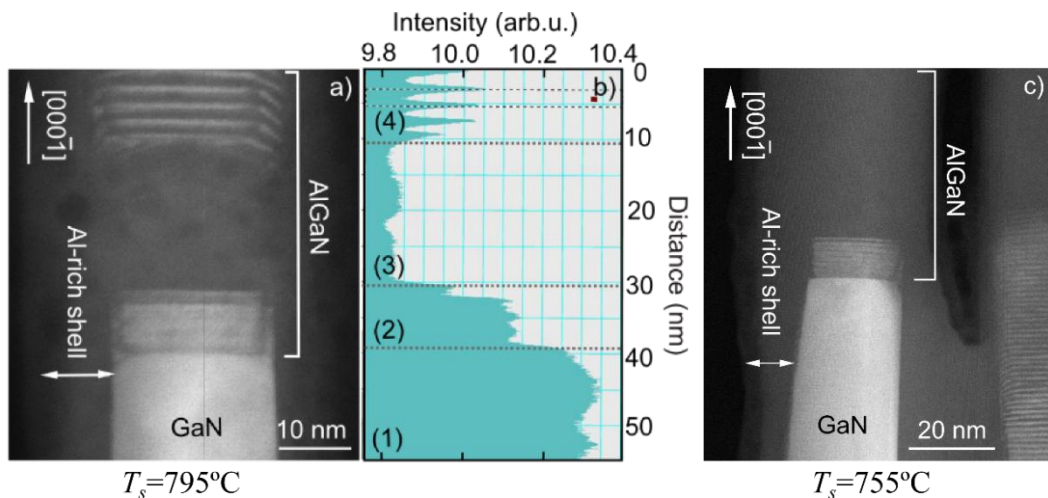 Intensity (arb.u.)
9.8 10.0 10.2 10.4
a)
[0001̄]
AlGaN
Al-rich shell
GaN
10 nm
b)
(4)
(3)
(2)
(1)
0
10
20
30
40
50
Distance (nm)
c)
[0001̄]
AlGaN
Al-rich shell
GaN
20 nm
Tₛ=795ºC
Tₛ=755ºC